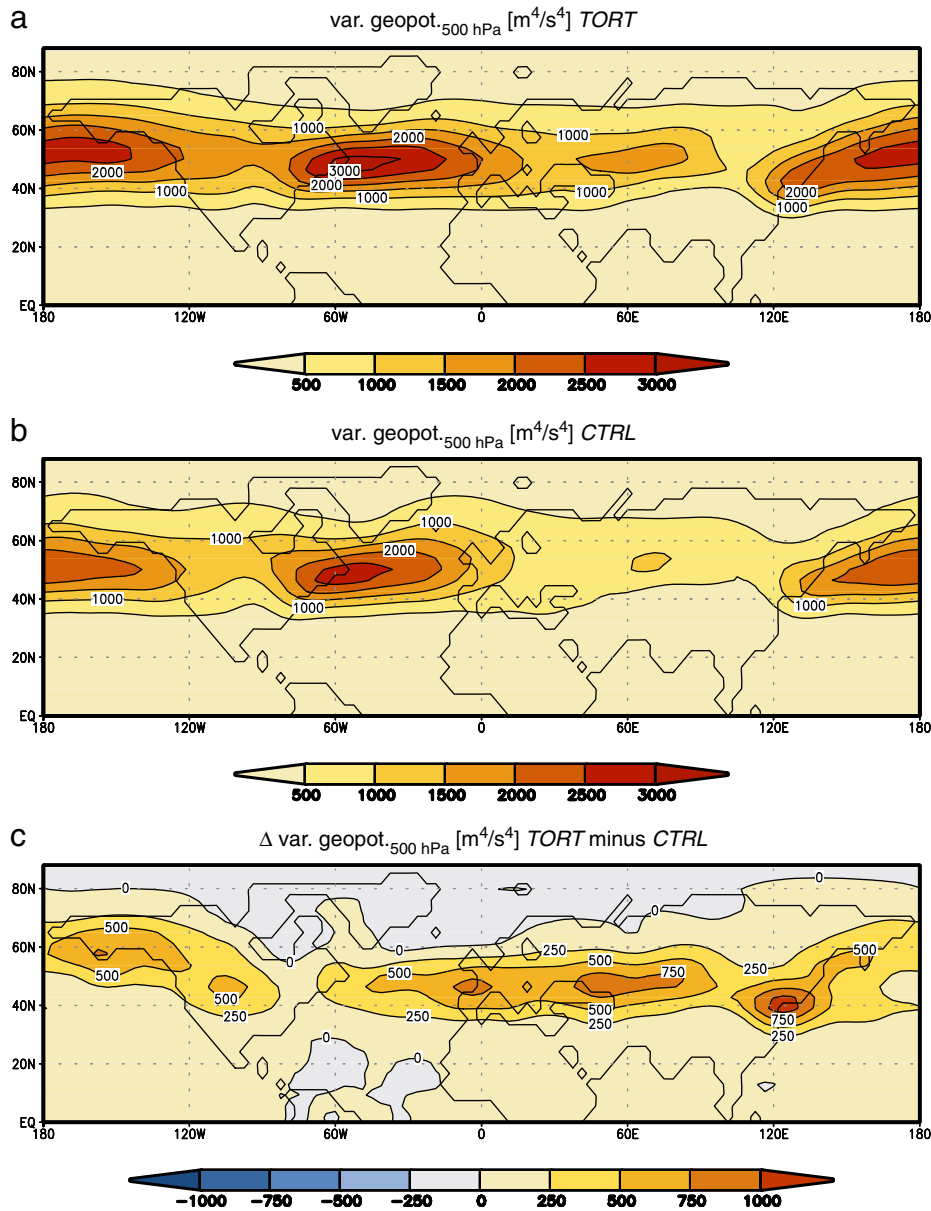 a
var. geopot.500 hPa [m⁴/s⁴] TORT
80N
60N
40N
20N
EQ
1000
2000
1000
2000
1000
3000
2000
1000
1000
1000
2000
1000
180 120W 60W 0 60E 120E 180
500 1000 1500 2000 2500 3000
b
var. geopot.500 hPa [m⁴/s⁴] CTRL
80N
60N
40N
20N
EQ
1000
1000
2000
1000
1000
1000
180 120W 60W 0 60E 120E 180
500 1000 1500 2000 2500 3000
c
Δ var. geopot.500 hPa [m⁴/s⁴] TORT minus CTRL
80N
60N
40N
20N
EQ
0
0
0
500
0
250
500
0
500
500
750
250
500
500
250
500
250
750
250
0
0
180 120W 60W 0 60E 120E 180
−1000 −750 −500 −250 0 250 500 750 1000